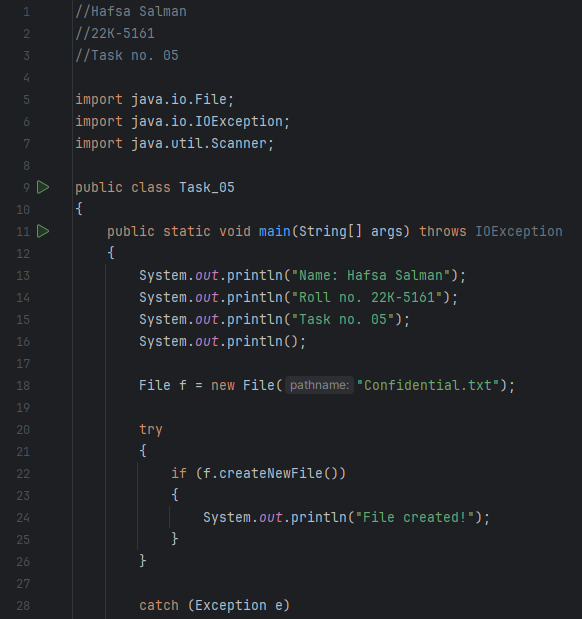 1 //Hafsa Salman
2 //22K-5161
3 //Task no. 05
4
5 import java.io.File;
6 import java.io.IOException;
7 import java.util.Scanner;
8
9 public class Task_05
10 {
11 public static void main(String[] args) throws IOException
12 {
13 System.out.println("Name: Hafsa Salman");
14 System.out.println("Roll no. 22K-5161");
15 System.out.println("Task no. 05");
16 System.out.println();
17
18 File f = new File( pathname: "Confidential.txt");
19
20 try
21 {
22 if (f.createNewFile())
23 {
24 System.out.println("File created!");
25 }
26 }
27
28 catch (Exception e)